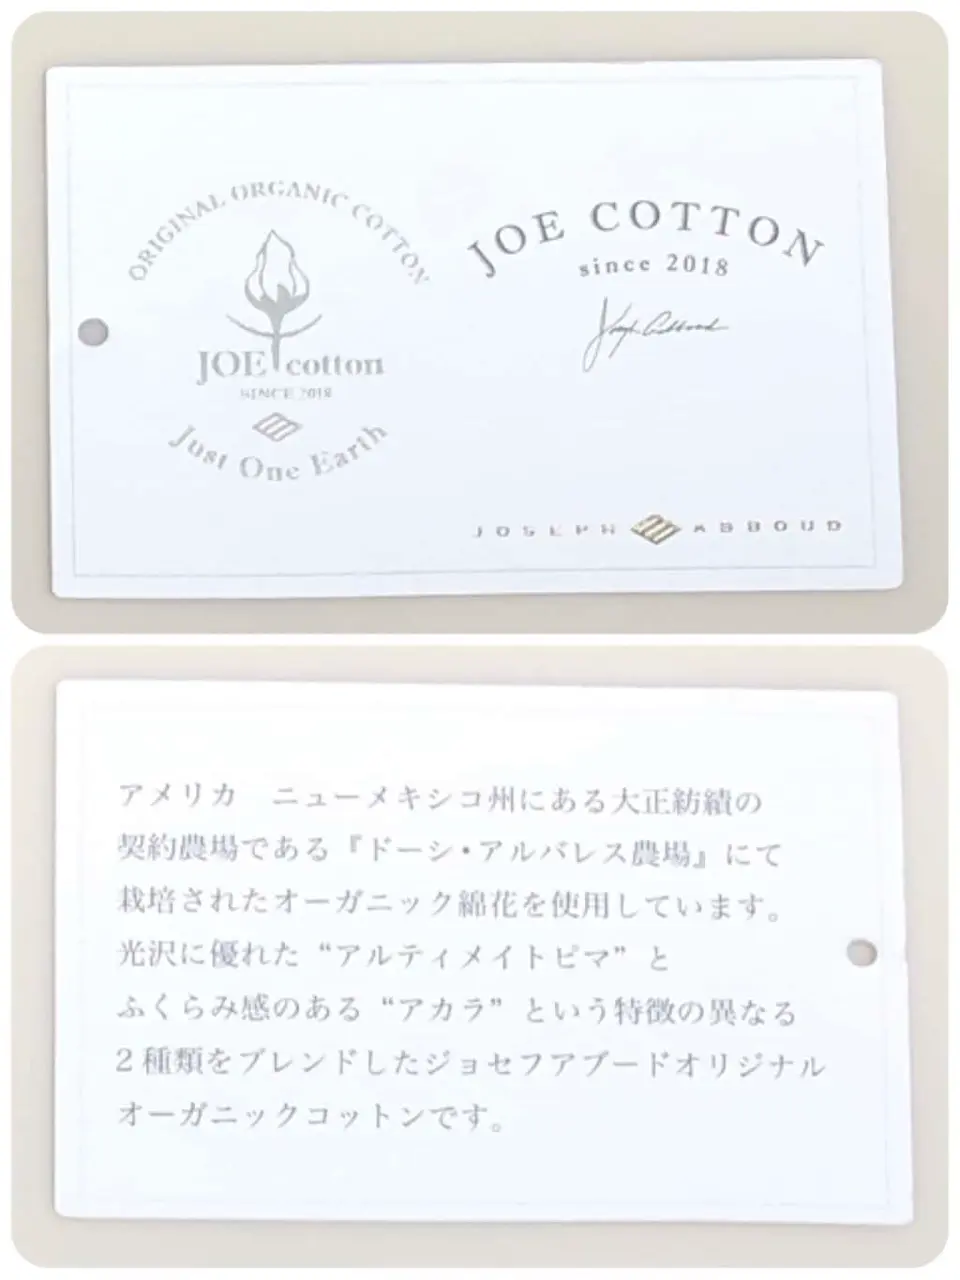 ORIGINAL ORGANIC COTTON
JOE cotton
SINCE 2018
Just One Earth
JOE COTTON
since 2018
Joseph Abboud
JOSEPH ABBOUD
アメリカ　ニューメキシコ州にある大正紡績の
契約農場である『ドーシ・アルバレス農場』にて
栽培されたオーガニック綿花を使用しています。
光沢に優れた“アルティメイトピマ”と
ふくらみ感のある“アカラ”という特徴の異なる
2種類をブレンドしたジョセフアブードオリジナル
オーガニックコットンです。